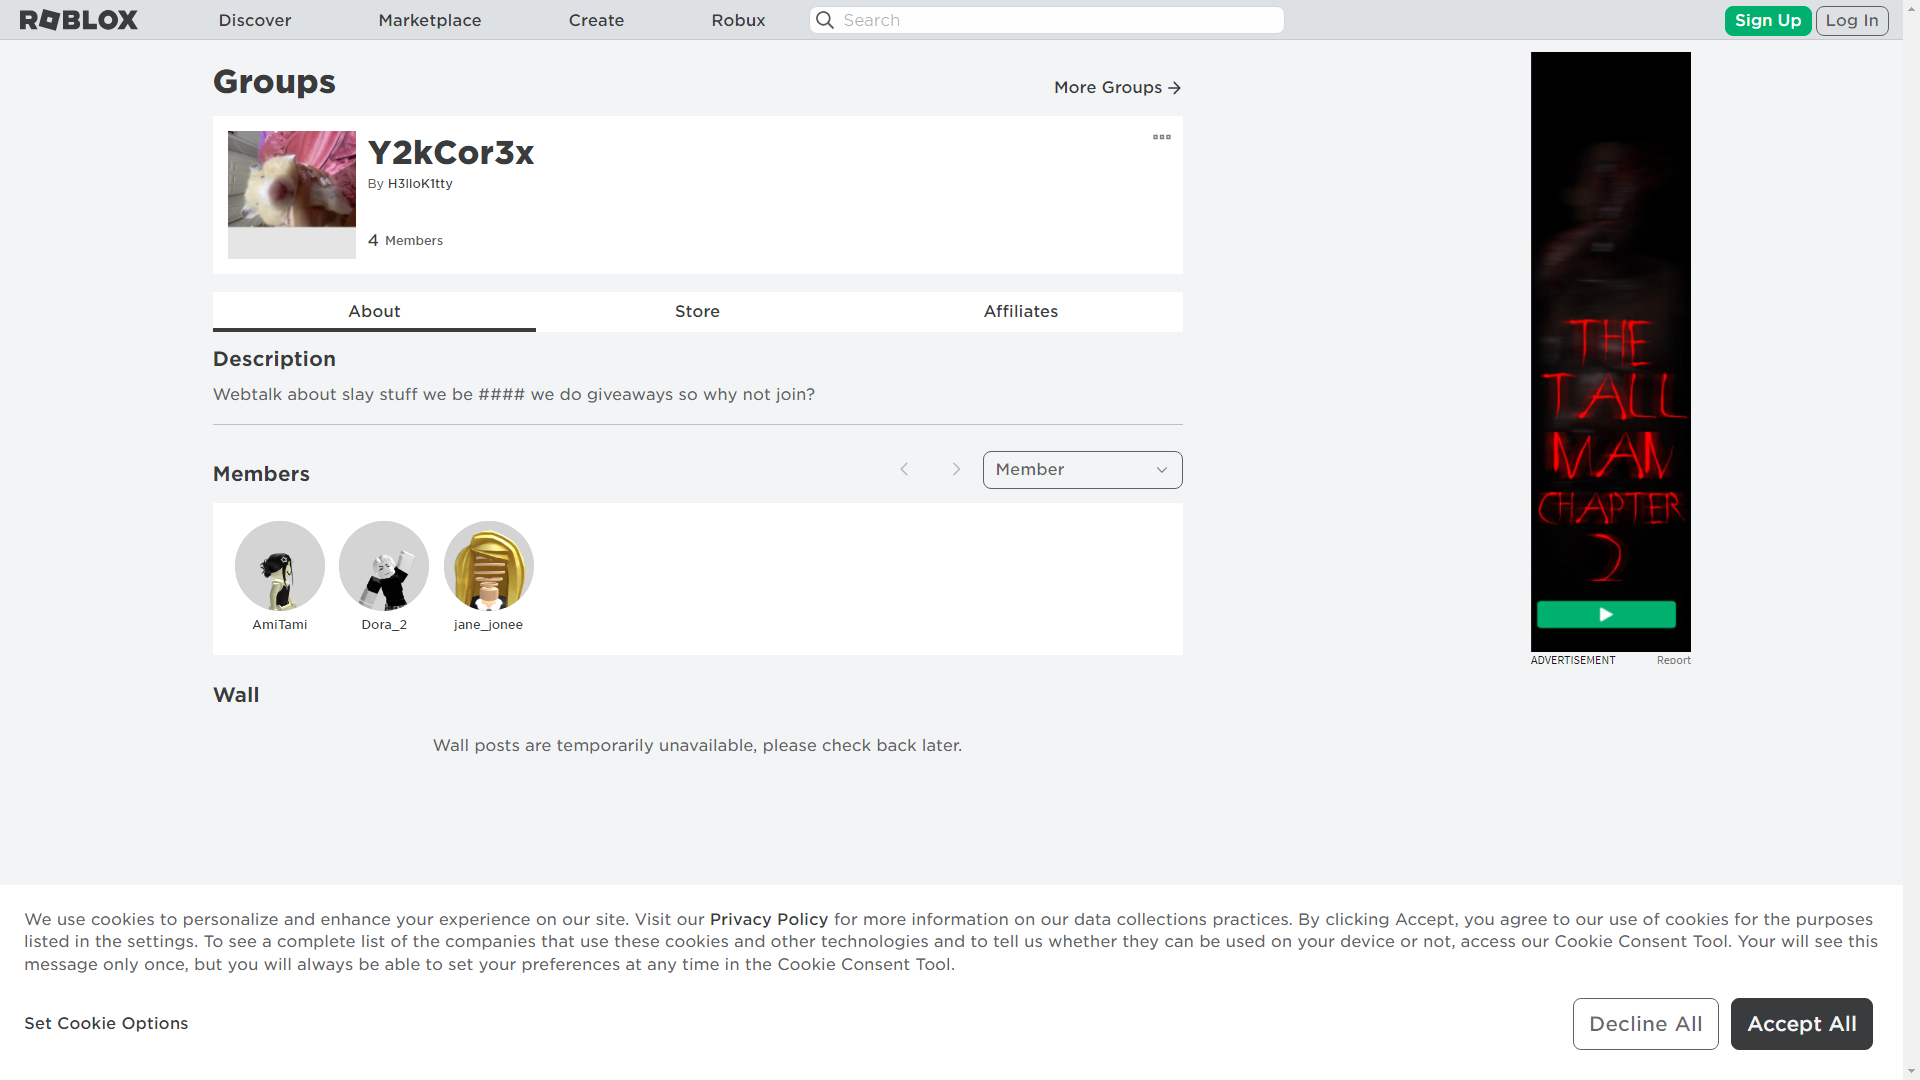 ROBLOX
Discover
Marketplace
Create
Robux
Search
Sign Up
Log In
Groups
More Groups
Y2kCor3x
By H3lloK1tty
4 Members
About
Store
Affiliates
Description
Webtalk about slay stuff we be #### we do giveaways so why not join?
Members
Member
AmiTami
Dora_2
jane_jonee
Wall
Wall posts are temporarily unavailable, please check back later.
THE
TALL
MAN
CHAPTER
2
ADVERTISEMENT
Report
We use cookies to personalize and enhance your experience on our site. Visit our Privacy Policy for more information on our data collections practices. By clicking Accept, you agree to our use of cookies for the purposes
listed in the settings. To see a complete list of the companies that use these cookies and other technologies and to tell us whether they can be used on your device or not, access our Cookie Consent Tool. Your will see this
message only once, but you will always be able to set your preferences at any time in the Cookie Consent Tool.
Set Cookie Options
Decline All
Accept All